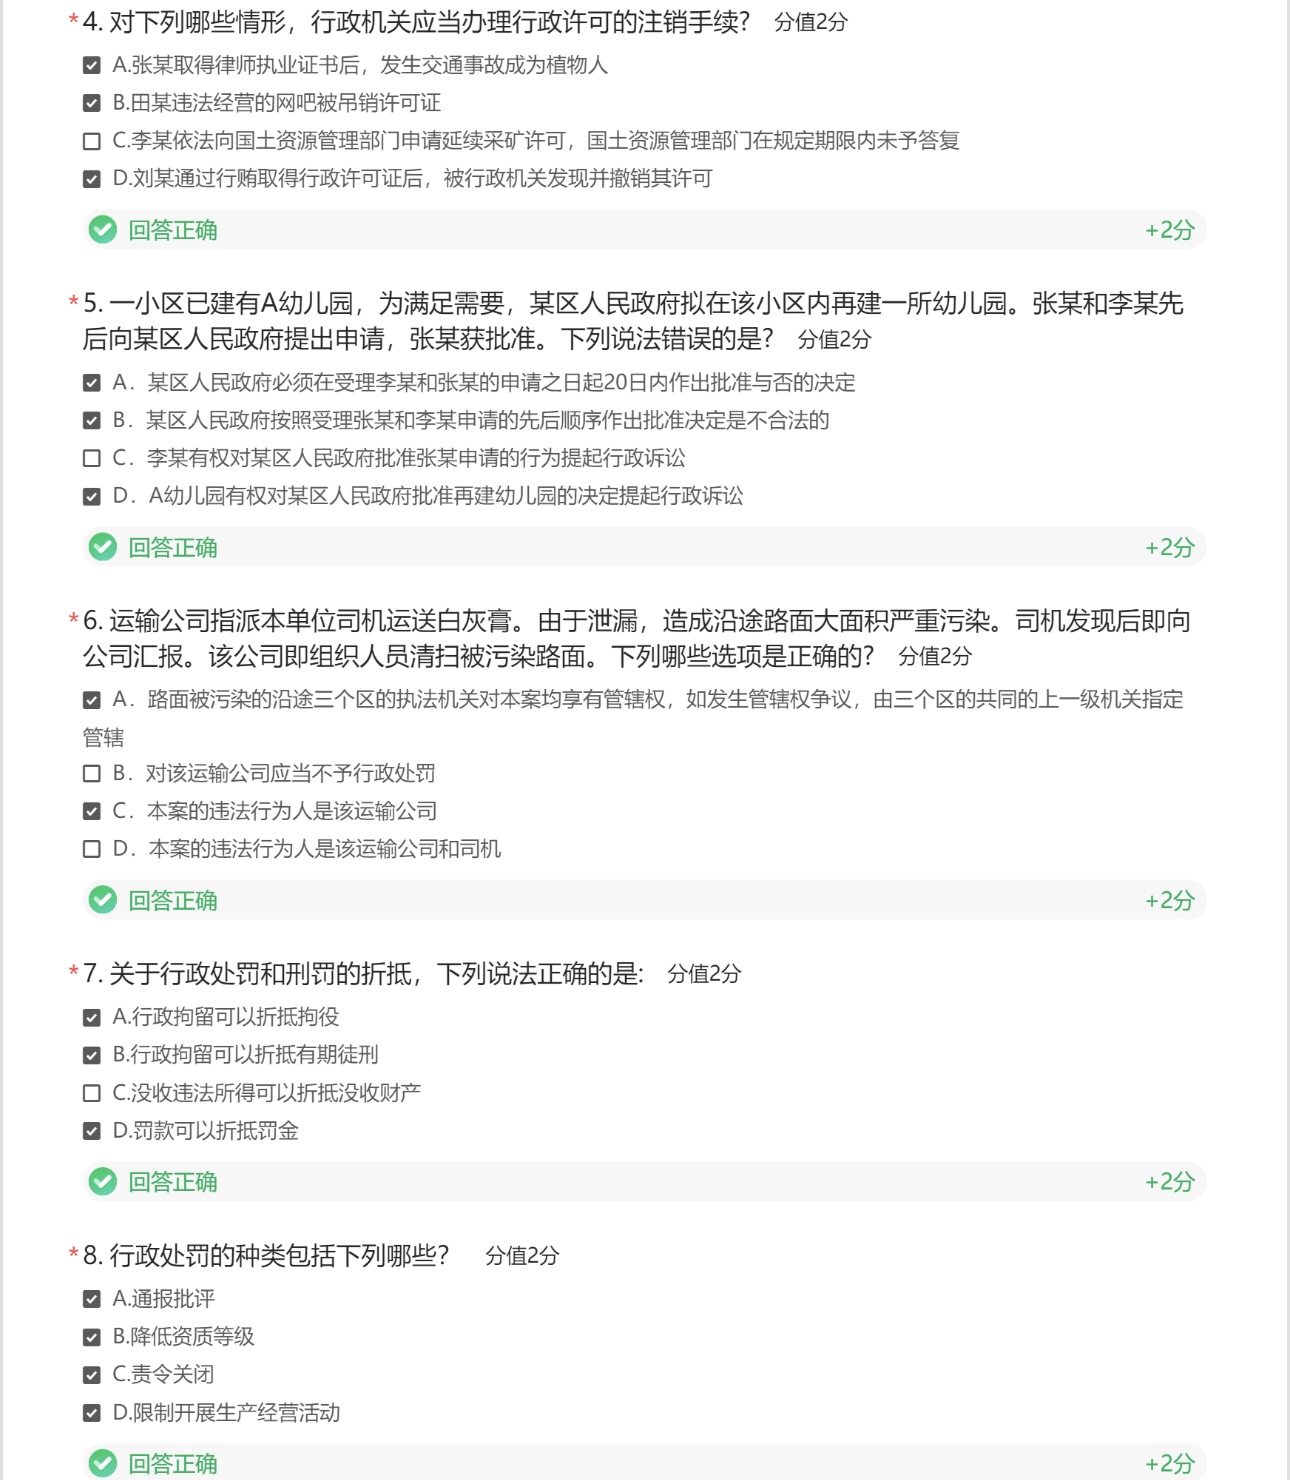 *4. 对下列哪些情形，行政机关应当办理行政许可的注销手续？ 分值2分
A.张某取得律师执业证书后，发生交通事故成为植物人
B.田某违法经营的网吧被吊销许可证
C.李某依法向国土资源管理部门申请延续采矿许可，国土资源管理部门在规定期限内未予答复
D.刘某通过行贿取得行政许可证后，被行政机关发现并撤销其许可
回答正确 +2分
*5. 一小区已建有A幼儿园，为满足需要，某区人民政府拟在该小区内再建一所幼儿园。张某和李某先
后向某区人民政府提出申请，张某获批准。下列说法错误的是？ 分值2分
A．某区人民政府必须在受理李某和张某的申请之日起20日内作出批准与否的决定
B．某区人民政府按照受理张某和李某申请的先后顺序作出批准决定是不合法的
C．李某有权对某区人民政府批准张某申请的行为提起行政诉讼
D．A幼儿园有权对某区人民政府批准再建幼儿园的决定提起行政诉讼
回答正确 +2分
*6. 运输公司指派本单位司机运送白灰膏。由于泄漏，造成沿途路面大面积严重污染。司机发现后即向
公司汇报。该公司即组织人员清扫被污染路面。下列哪些选项是正确的？ 分值2分
A．路面被污染的沿途三个区的执法机关对本案均享有管辖权，如发生管辖权争议，由三个区的共同的上一级机关指定
管辖
B．对该运输公司应当不予行政处罚
C．本案的违法行为人是该运输公司
D．本案的违法行为人是该运输公司和司机
回答正确 +2分
*7. 关于行政处罚和刑罚的折抵，下列说法正确的是: 分值2分
A.行政拘留可以折抵拘役
B.行政拘留可以折抵有期徒刑
C.没收违法所得可以折抵没收财产
D.罚款可以折抵罚金
回答正确 +2分
*8. 行政处罚的种类包括下列哪些？ 分值2分
A.通报批评
B.降低资质等级
C.责令关闭
D.限制开展生产经营活动
回答正确 +2分